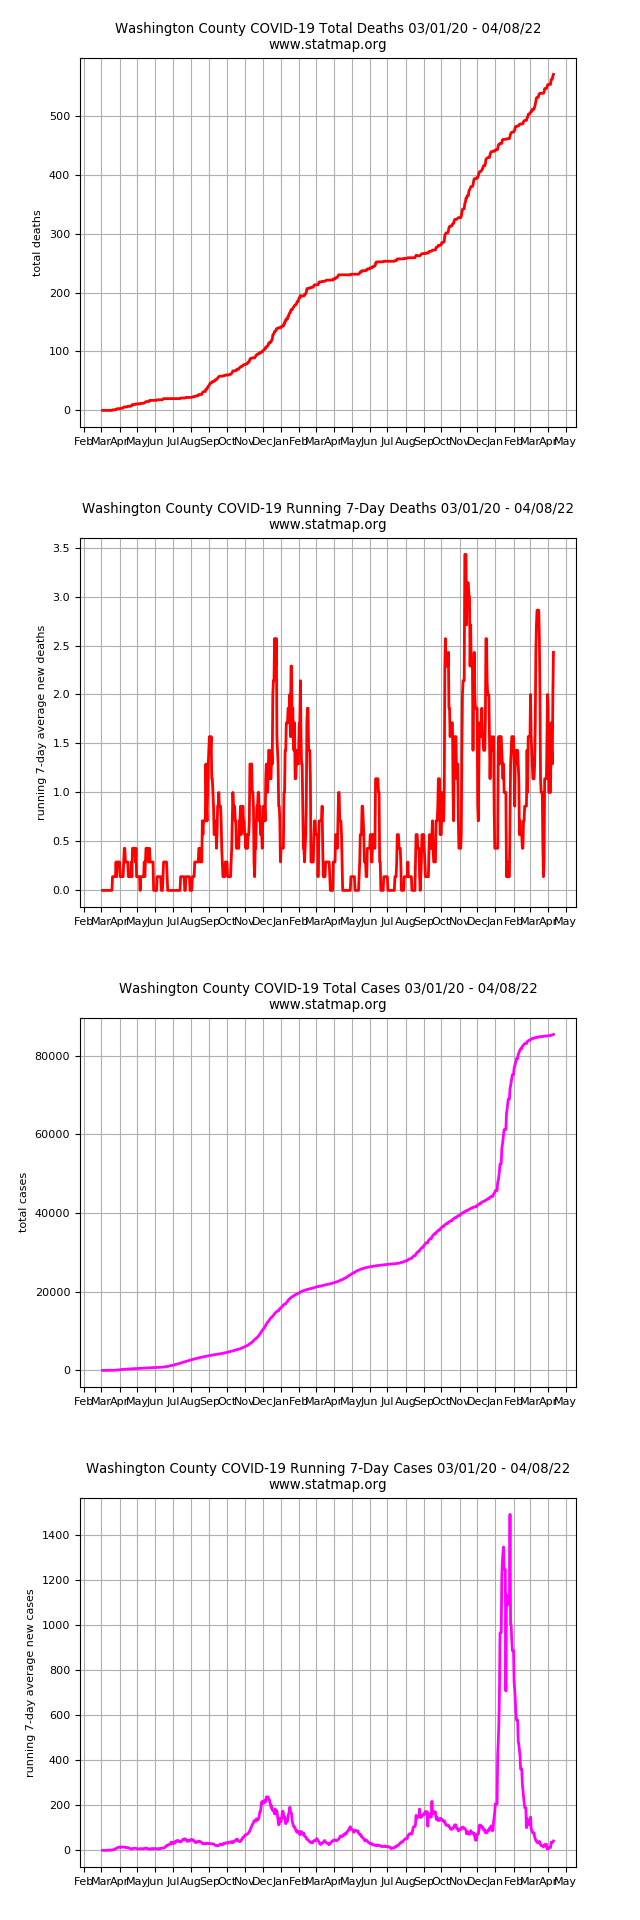 Washington County COVID-19 Total Deaths 03/01/20 - 04/08/22
www.statmap.org
500
400
300
200
100
0
total deaths
Feb Mar Apr May Jun Jul Aug Sep Oct Nov Dec Jan Feb Mar Apr May Jun Jul Aug Sep Oct Nov Dec Jan Feb Mar Apr May
Washington County COVID-19 Running 7-Day Deaths 03/01/20 - 04/08/22
www.statmap.org
3.5
3.0
2.5
2.0
1.5
1.0
0.5
0.0
running 7-day average new deaths
Feb Mar Apr May Jun Jul Aug Sep Oct Nov Dec Jan Feb Mar Apr May Jun Jul Aug Sep Oct Nov Dec Jan Feb Mar Apr May
Washington County COVID-19 Total Cases 03/01/20 - 04/08/22
www.statmap.org
80000
60000
40000
20000
0
total cases
Feb Mar Apr May Jun Jul Aug Sep Oct Nov Dec Jan Feb Mar Apr May Jun Jul Aug Sep Oct Nov Dec Jan Feb Mar Apr May
Washington County COVID-19 Running 7-Day Cases 03/01/20 - 04/08/22
www.statmap.org
1400
1200
1000
800
600
400
200
0
running 7-day average new cases
Feb Mar Apr May Jun Jul Aug Sep Oct Nov Dec Jan Feb Mar Apr May Jun Jul Aug Sep Oct Nov Dec Jan Feb Mar Apr May